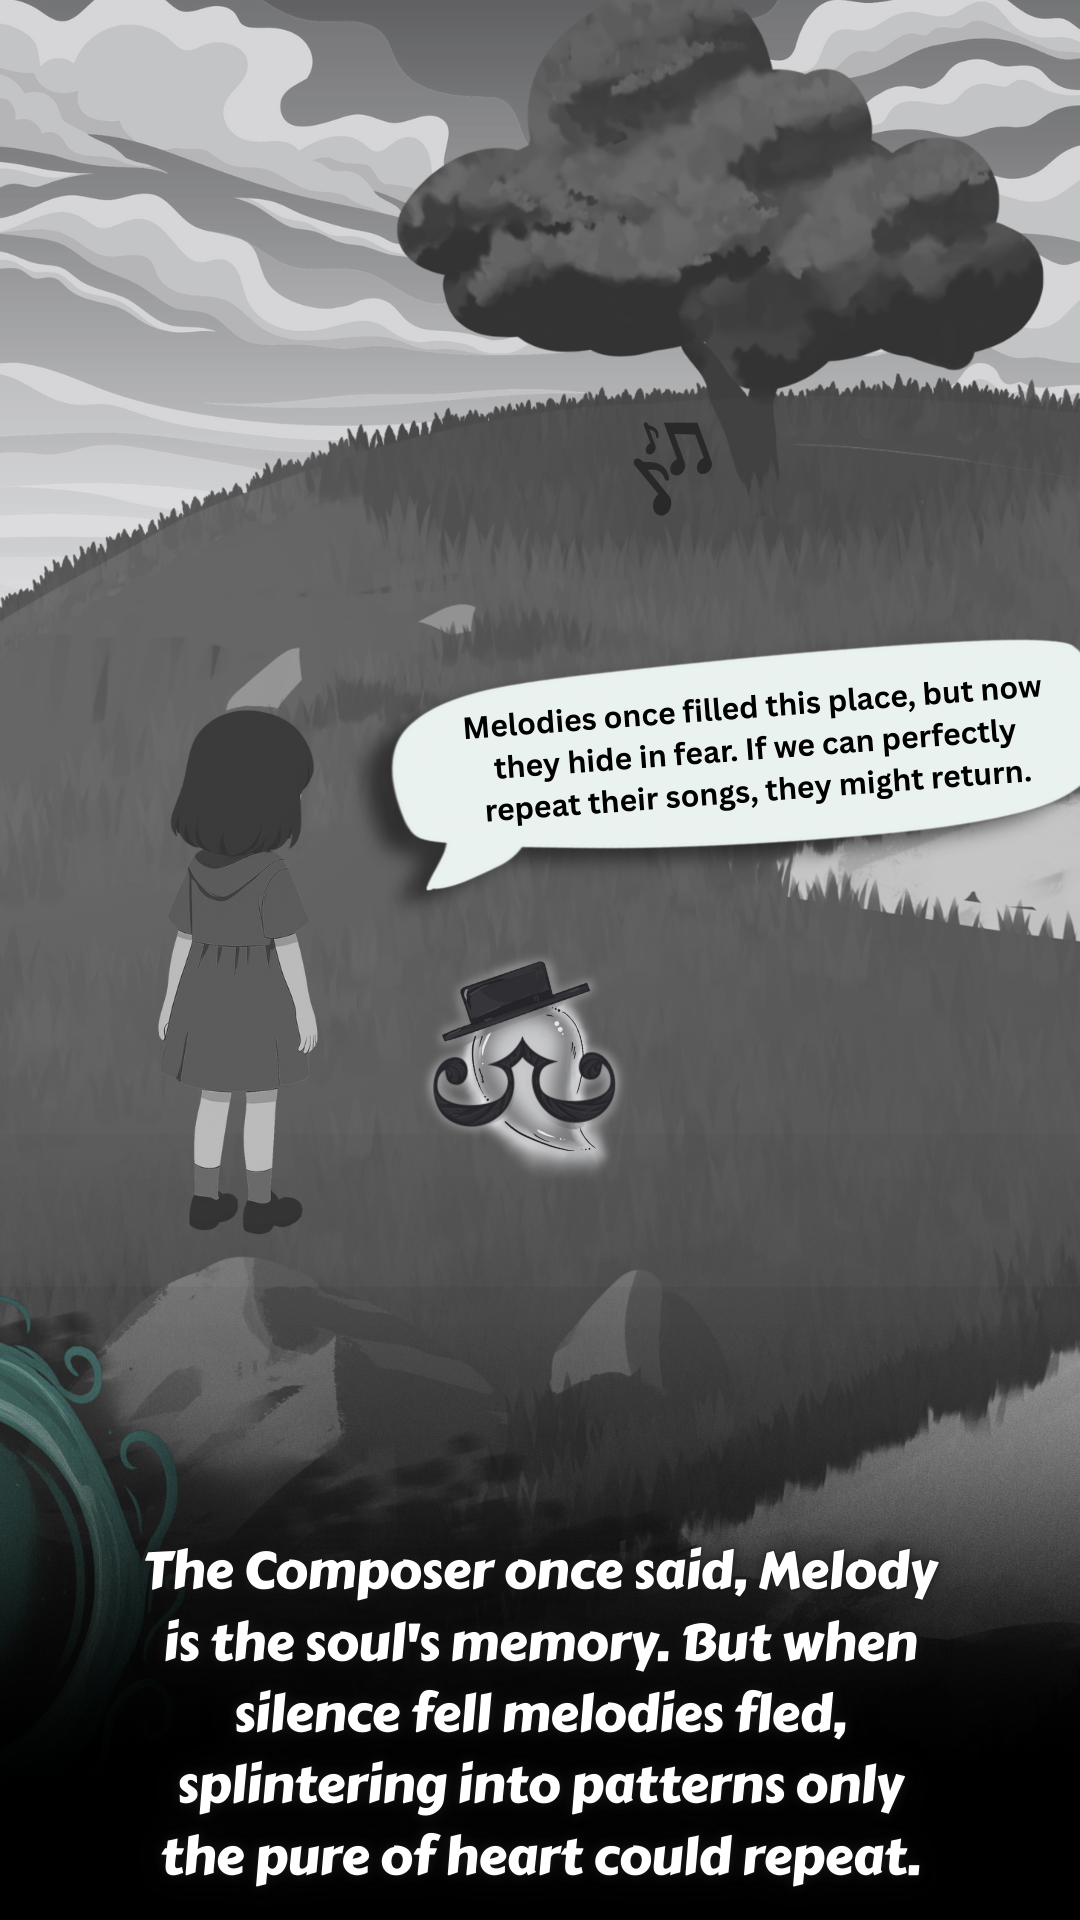 Melodies once filled this place, but now
they hide in fear. If we can perfectly
repeat their songs, they might return.
The Composer once said, Melody
is the soul's memory. But when
silence fell melodies fled,
splintering into patterns only
the pure of heart could repeat.